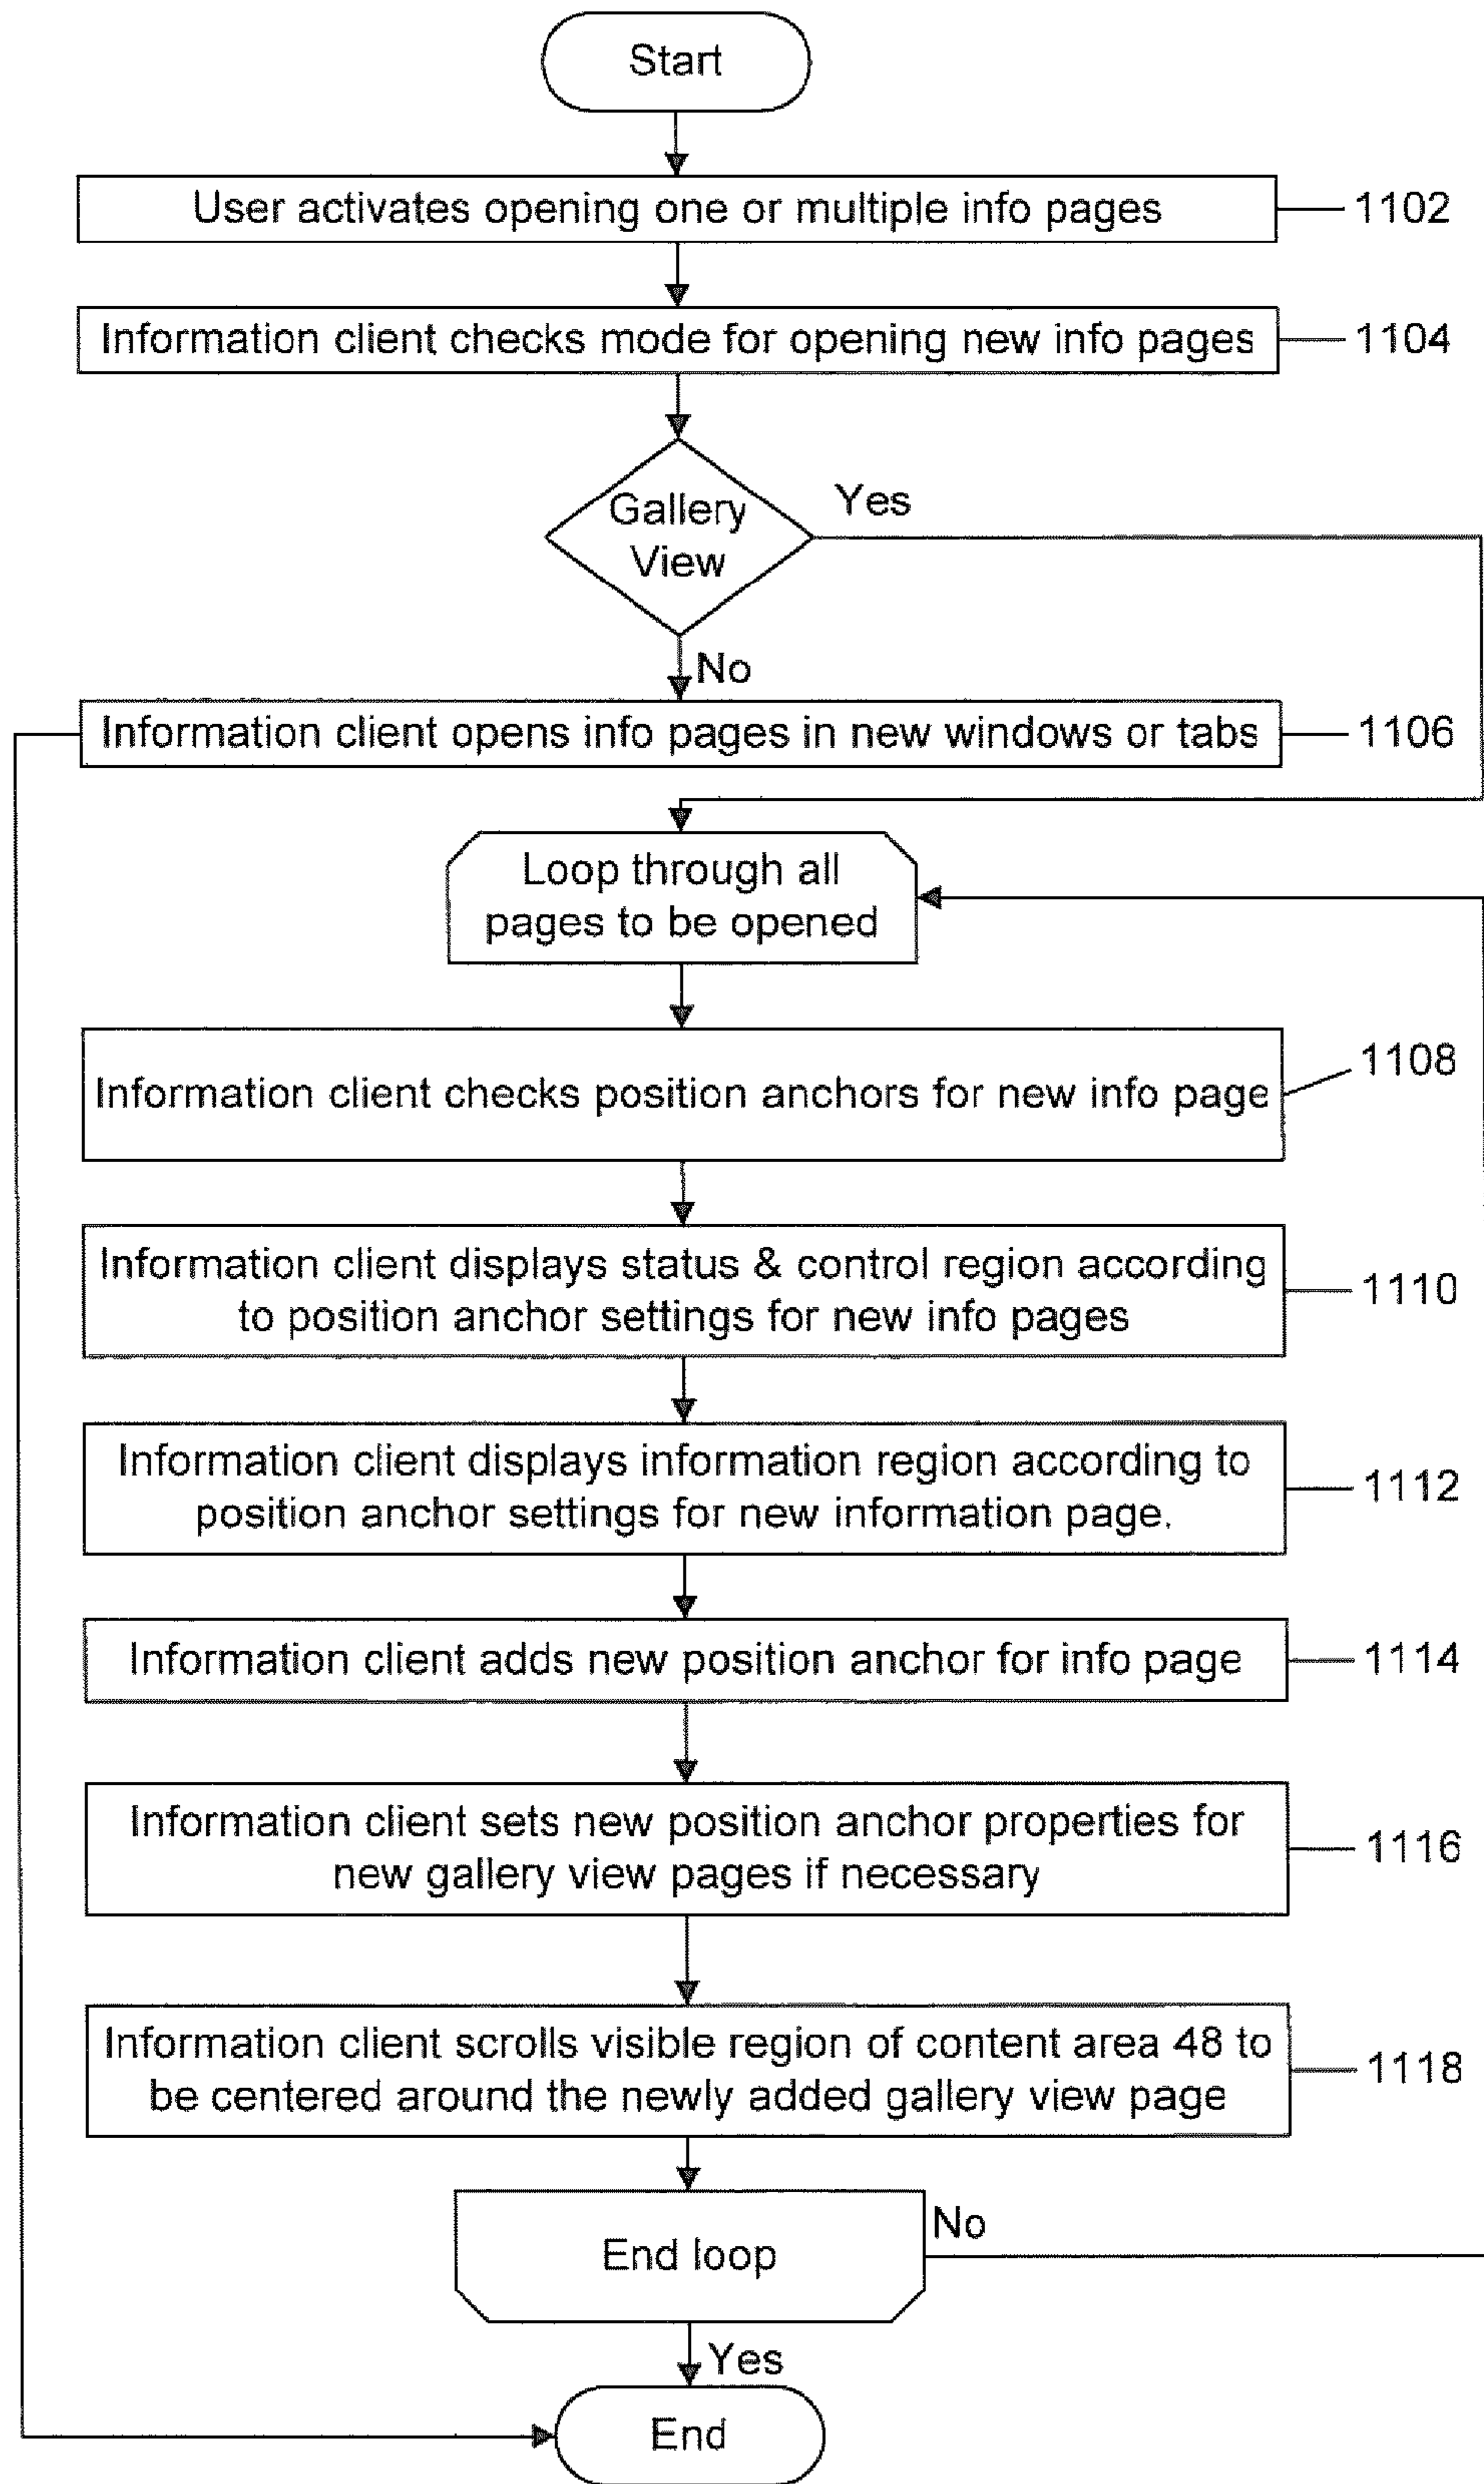 Start
User activates opening one or multiple info pages
1102
Information client checks mode for opening new info pages
1104
Gallery
View
Yes
No
Information client opens info pages in new windows or tabs
1106
Loop through all
pages to be opened
Information client checks position anchors for new info page
1108
Information client displays status & control region according
to position anchor settings for new info pages
1110
Information client displays information region according to
position anchor settings for new information page.
1112
Information client adds new position anchor for info page
1114
Information client sets new position anchor properties for
new gallery view pages if necessary
1116
Information client scrolls visible region of content area 48 to
be centered around the newly added gallery view page
1118
End loop
No
Yes
End